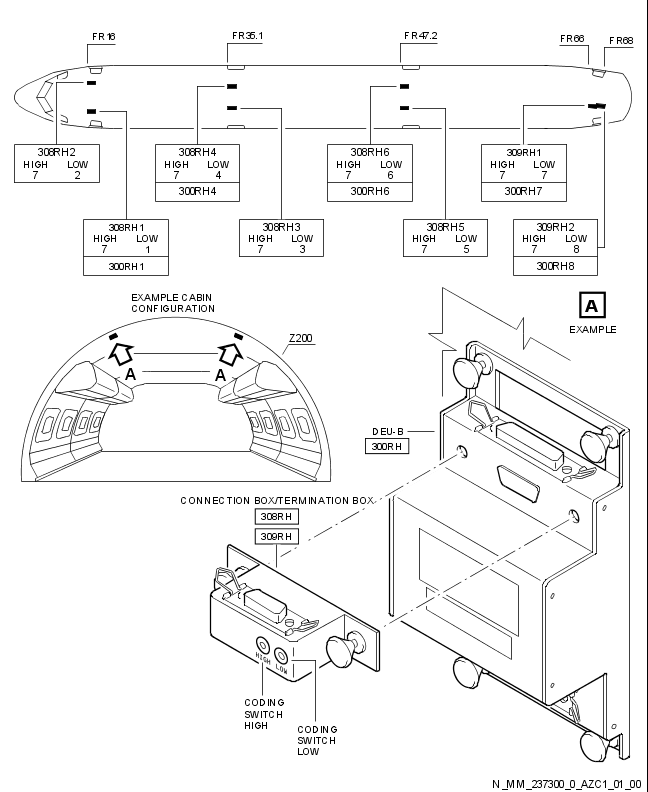 FR16
FR35.1
FR47.2
FR66
FR68
308RH2
HIGH LOW
7 2
308RH4
HIGH LOW
7 4
300RH4
308RH6
HIGH LOW
7 6
300RH6
309RH1
HIGH LOW
7 7
300RH7
308RH1
HIGH LOW
7 1
300RH1
308RH3
HIGH LOW
7 3
308RH5
HIGH LOW
7 5
309RH2
HIGH LOW
7 8
300RH8
EXAMPLE CABIN
CONFIGURATION
Z200
A A
A
EXAMPLE
DEU-B
300RH
CONNECTION BOX/TERMINATION BOX
308RH
309RH
HIGH LOW
CODING
SWITCH
HIGH
CODING
SWITCH
LOW
N_MM_237300_0_AZC1_01_00